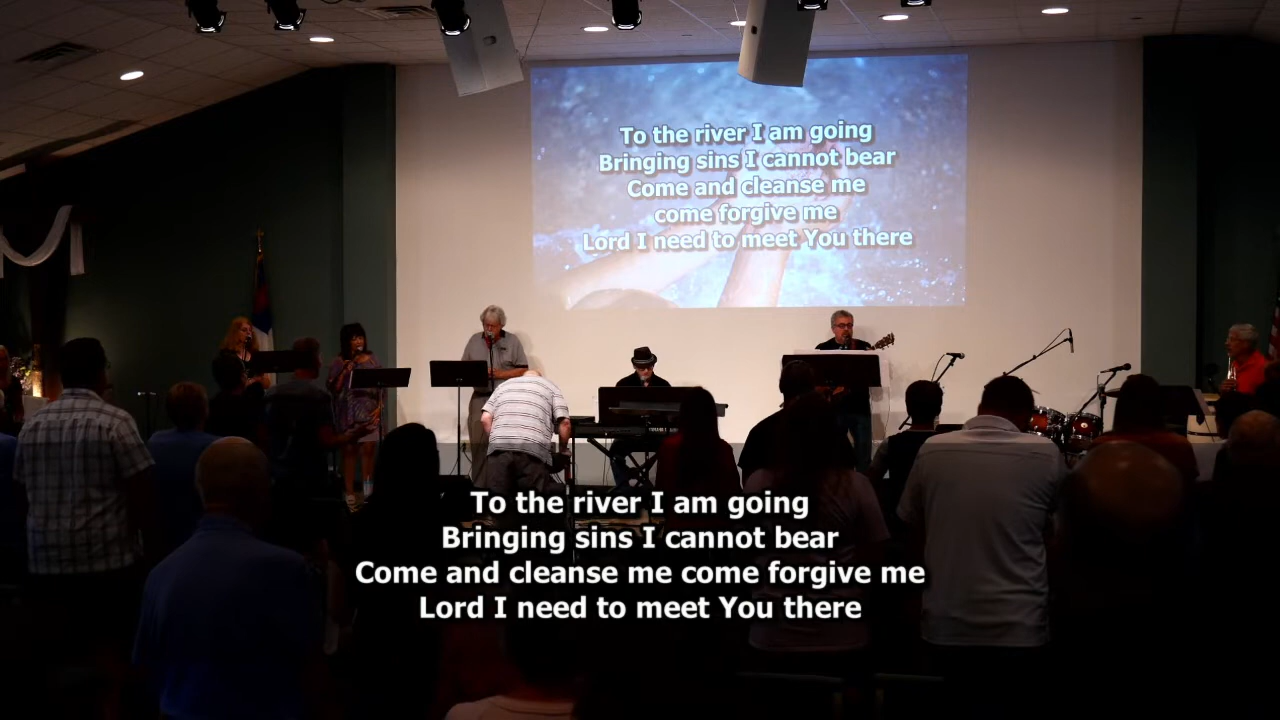 To the river I am going
Bringing sins I cannot bear
Come and cleanse me
come forgive me
Lord I need to meet You there
To the river I am going
Bringing sins I cannot bear
Come and cleanse me come forgive me
Lord I need to meet You there